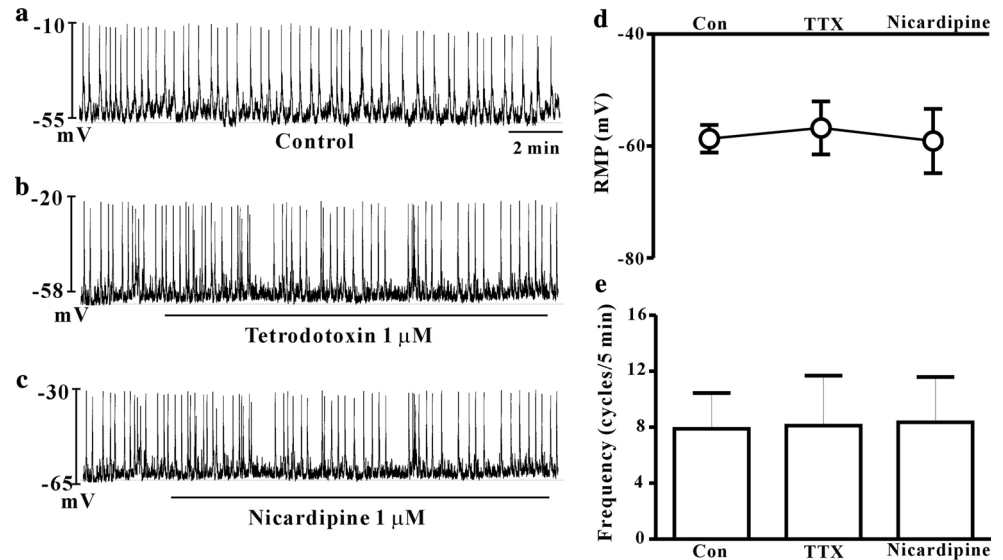 a
-10
-55
mV
Control
2 min
b
-20
-58
mV
Tetrodotoxin 1 μM
c
-30
-65
mV
Nicardipine 1 μM
d
Con TTX Nicardipine
-40
-60
-80
RMP (mV)
e
16
12
8
4
0
Frequency (cycles/5 min)
Con TTX Nicardipine